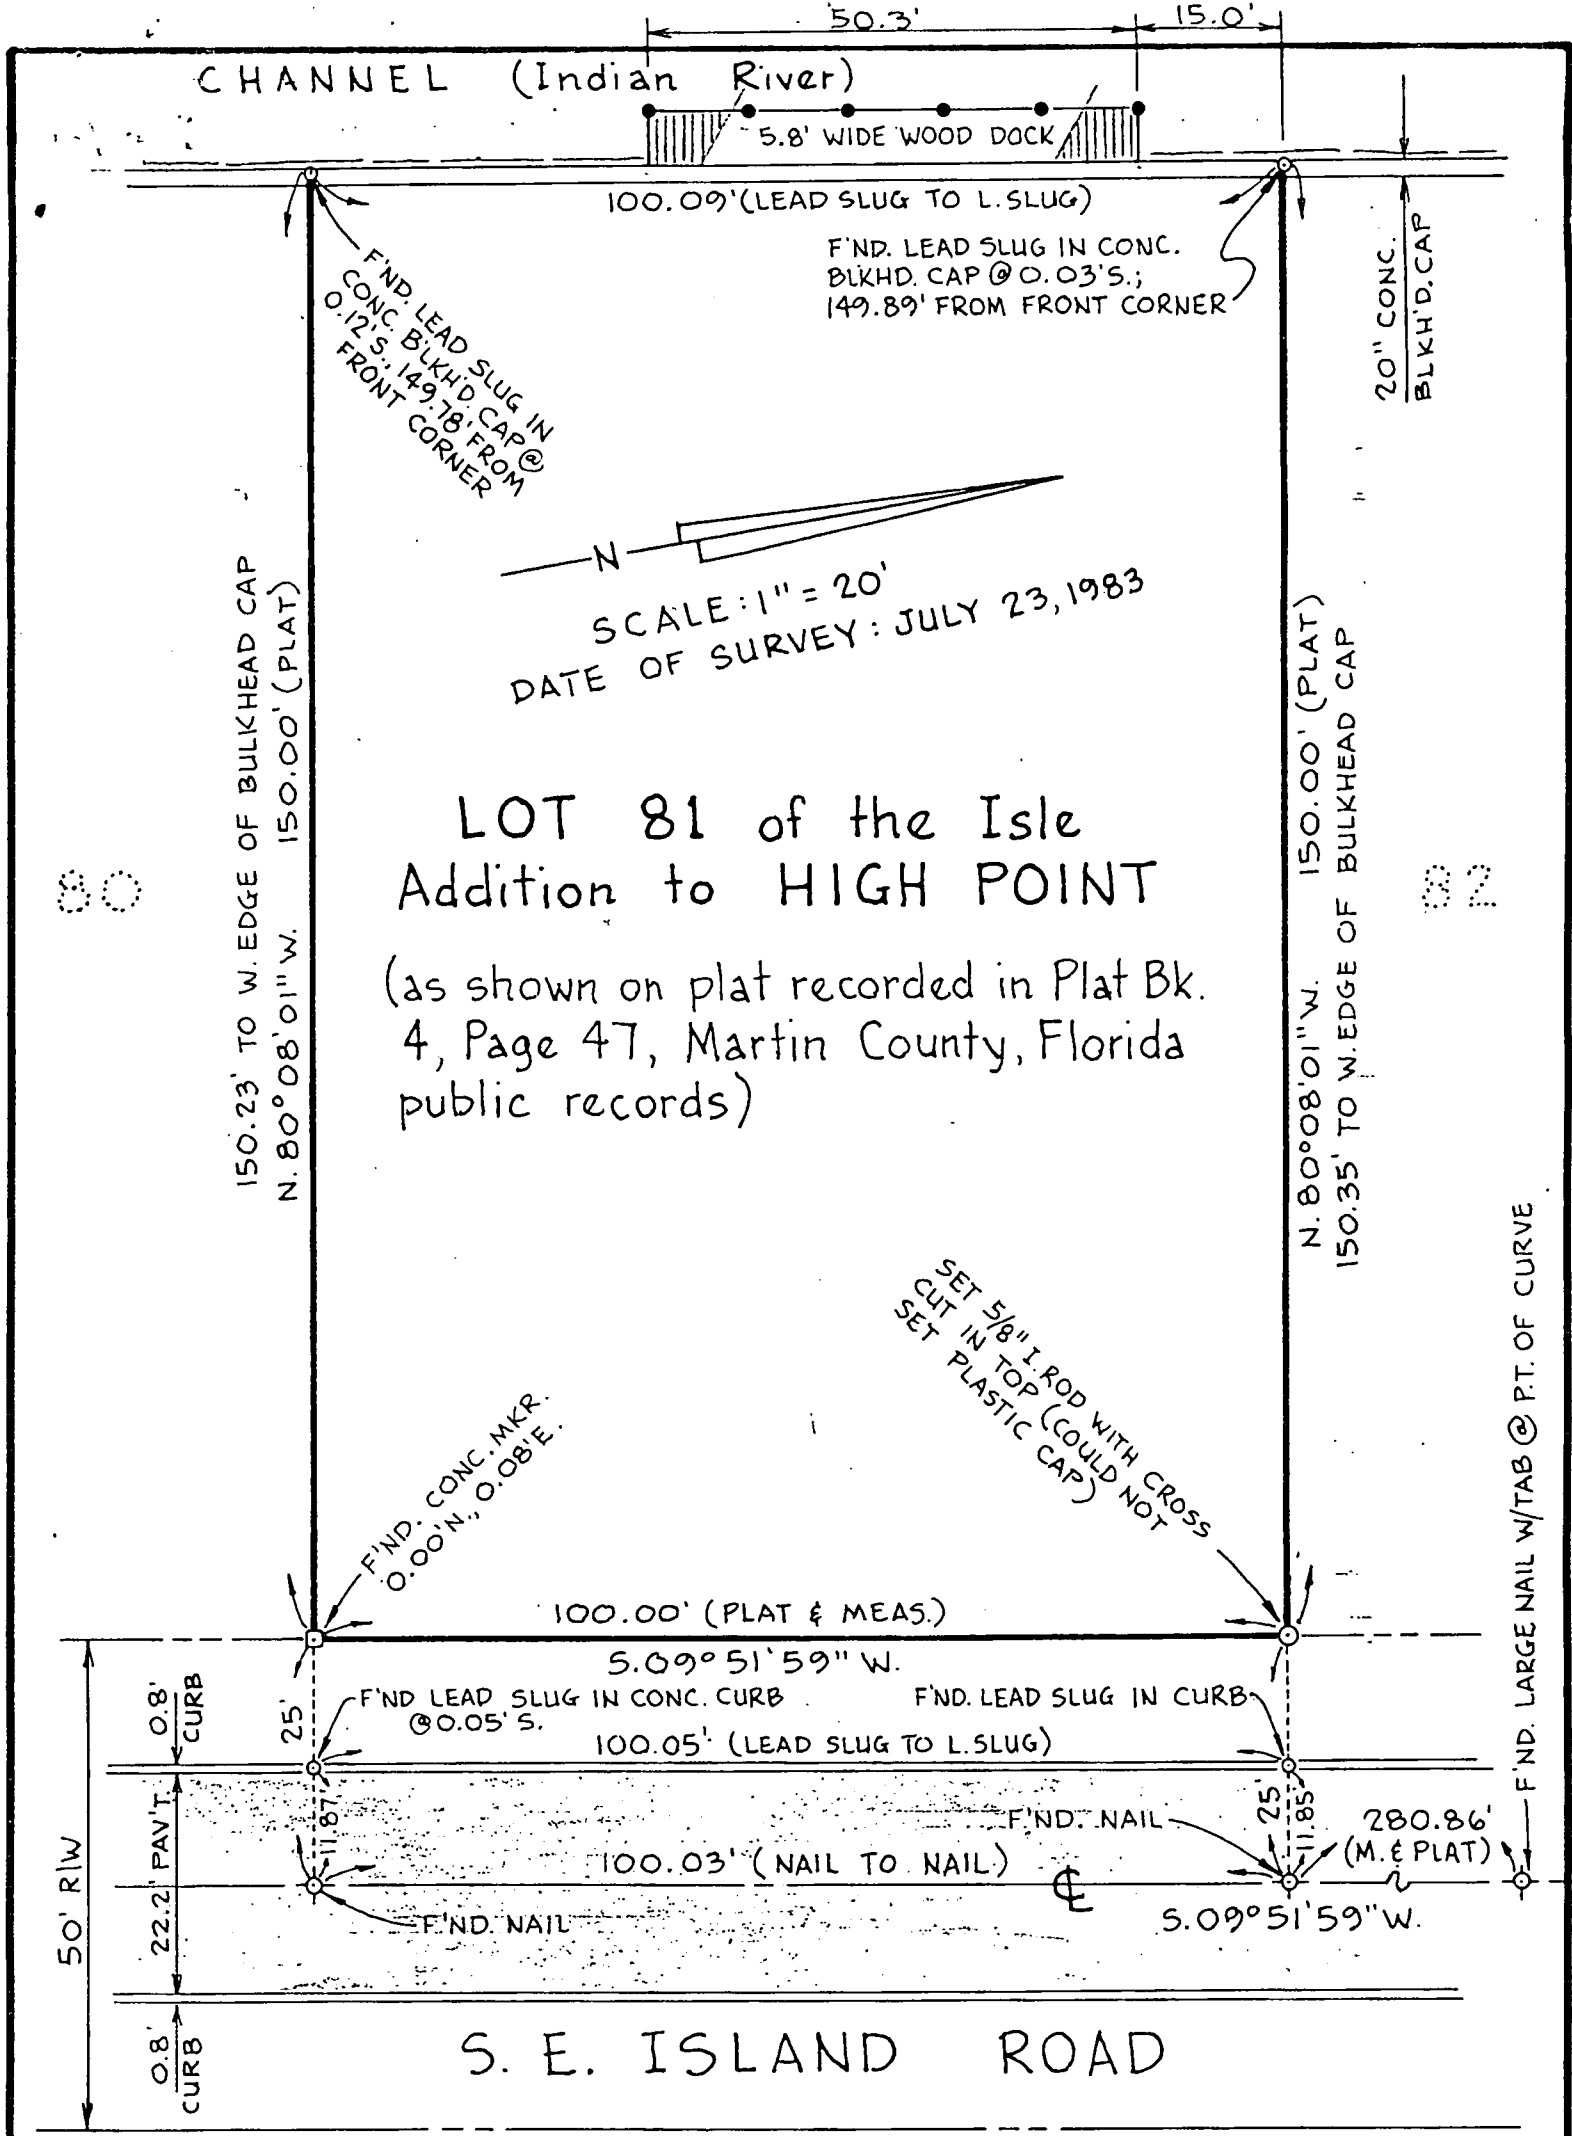 50.3'
15.0'
CHANNEL (Indian River)
5.8' WIDE WOOD DOCK
100.09' (LEAD SLUG TO L. SLUG)
F'ND. LEAD SLUG IN CONC.
BLKHD. CAP @ 0.03'S.;
149.89' FROM FRONT CORNER
F'ND. LEAD SLUG IN
CONC. B'LKH'D. CAP @
0.12'S., 149.78' FROM
FRONT CORNER
20" CONC.
BLKH'D. CAP
N
SCALE: 1" = 20'
DATE OF SURVEY: JULY 23, 1983
150.23' TO W. EDGE OF BULKHEAD CAP
N. 80° 08' 01" W. 150.00' (PLAT)
N. 80° 08' 01" W. 150.00' (PLAT)
150.35' TO W. EDGE OF BULKHEAD CAP
80
82
LOT 81 of the Isle
Addition to HIGH POINT
(as shown on plat recorded in Plat Bk.
4, Page 47, Martin County, Florida
public records)
SET 5/8" I. ROD WITH CROSS
CUT IN TOP (COULD NOT
SET PLASTIC CAP)
F'ND. CONC. MKR.
0.00'N., 0.08'E.
F'ND. LARGE NAIL W/TAB @ P.T. OF CURVE
100.00' (PLAT & MEAS.)
S. 09° 51' 59" W.
0.8'
CURB
25'
F'ND LEAD SLUG IN CONC. CURB
@ 0.05' S.
F'ND. LEAD SLUG IN CURB
100.05' (LEAD SLUG TO L. SLUG)
22.2' PAV'T.
11.87'
F'ND. NAIL
25'
11.85'
280.86'
(M. & PLAT)
100.03' (NAIL TO NAIL)
℄
F'ND. NAIL
S. 09° 51' 59" W.
50' R/W
0.8'
CURB
S. E. ISLAND ROAD